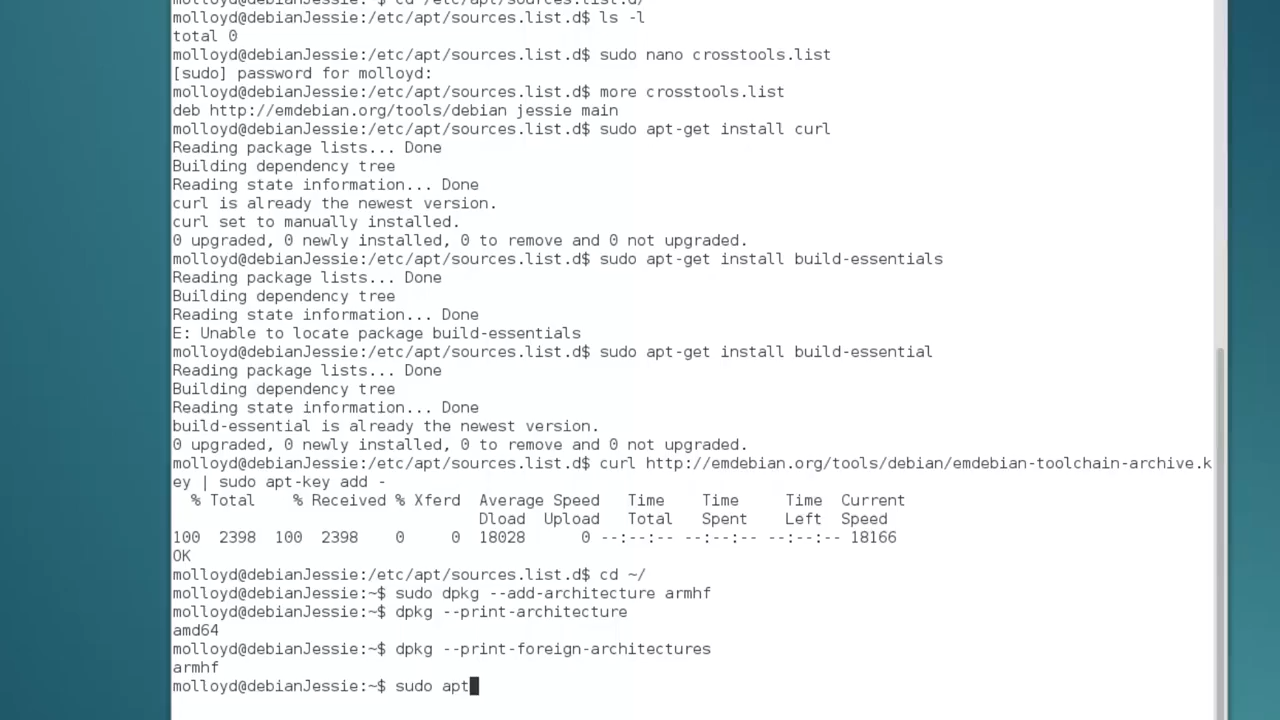 molloyd@debianJessie:~$ cd /etc/apt/sources.list.d/
molloyd@debianJessie:/etc/apt/sources.list.d$ ls -l
total 0
molloyd@debianJessie:/etc/apt/sources.list.d$ sudo nano crosstools.list
[sudo] password for molloyd:
molloyd@debianJessie:/etc/apt/sources.list.d$ more crosstools.list
deb http://emdebian.org/tools/debian jessie main
molloyd@debianJessie:/etc/apt/sources.list.d$ sudo apt-get install curl
Reading package lists... Done
Building dependency tree
Reading state information... Done
curl is already the newest version.
curl set to manually installed.
0 upgraded, 0 newly installed, 0 to remove and 0 not upgraded.
molloyd@debianJessie:/etc/apt/sources.list.d$ sudo apt-get install build-essentials
Reading package lists... Done
Building dependency tree
Reading state information... Done
E: Unable to locate package build-essentials
molloyd@debianJessie:/etc/apt/sources.list.d$ sudo apt-get install build-essential
Reading package lists... Done
Building dependency tree
Reading state information... Done
build-essential is already the newest version.
0 upgraded, 0 newly installed, 0 to remove and 0 not upgraded.
molloyd@debianJessie:/etc/apt/sources.list.d$ curl http://emdebian.org/tools/debian/emdebian-toolchain-archive.k
ey | sudo apt-key add -
% Total % Received % Xferd Average Speed Time Time Time Current
Dload Upload Total Spent Left Speed
100 2398 100 2398 0 0 18028 0 --:--:-- --:--:-- --:--:-- 18166
OK
molloyd@debianJessie:/etc/apt/sources.list.d$ cd ~/
molloyd@debianJessie:~$ sudo dpkg --add-architecture armhf
molloyd@debianJessie:~$ dpkg --print-architecture
amd64
molloyd@debianJessie:~$ dpkg --print-foreign-architectures
armhf
molloyd@debianJessie:~$ sudo apt